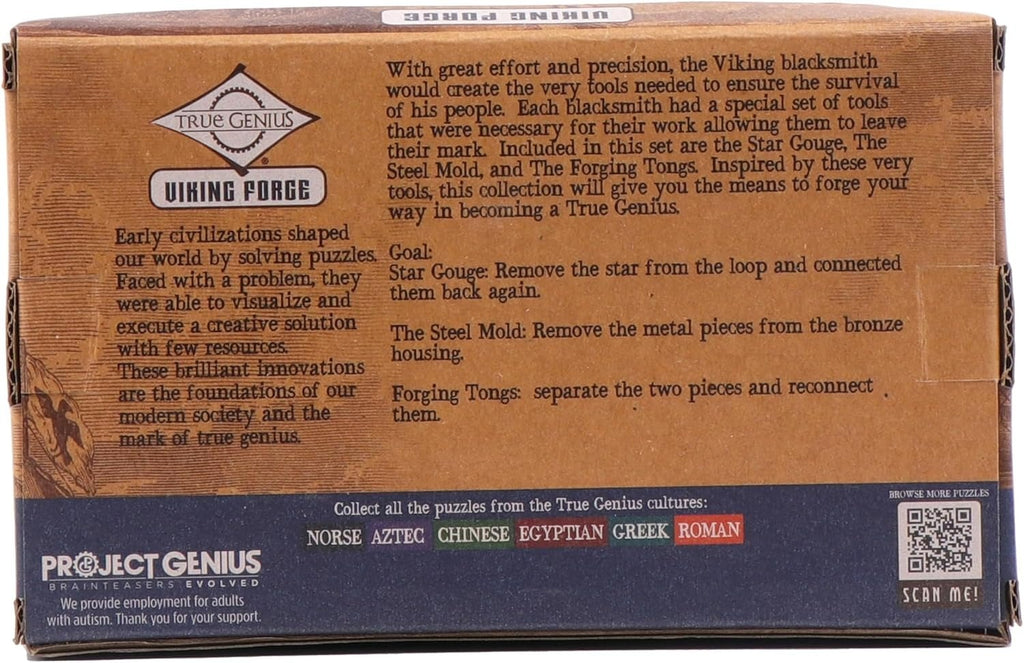 VIKING FORGE
TRUE GENIUS
®
VIKING FORGE
Early civilizations shaped
our world by solving puzzles.
Faced with a problem, they
were able to visualize and
execute a creative solution
with few resources.
These brilliant innovations
are the foundations of our
modern society and the
mark of true genius.
With great effort and precision, the Viking blacksmith
would create the very tools needed to ensure the survival
of his people. Each blacksmith had a special set of tools
that were necessary for their work allowing them to leave
their mark. Included in this set are the Star Gouge, The
Steel Mold, and The Forging Tongs. Inspired by these very
tools, this collection will give you the means to forge your
way in becoming a True Genius.
Goal:
Star Gouge: Remove the star from the loop and connected
them back again.
The Steel Mold: Remove the metal pieces from the bronze
housing.
Forging Tongs: separate the two pieces and reconnect .
them.
Collect all the puzzles from the True Genius cultures:
NORSE AZTEC CHINESE EGYPTIAN GREEK ROMAN
PROJECT GENIUS
BRAINTEASERS EVOLVED
We provide employment for adults
with autism. Thank you for your support.
BROWSE MORE PUZZLES
SCAN ME!